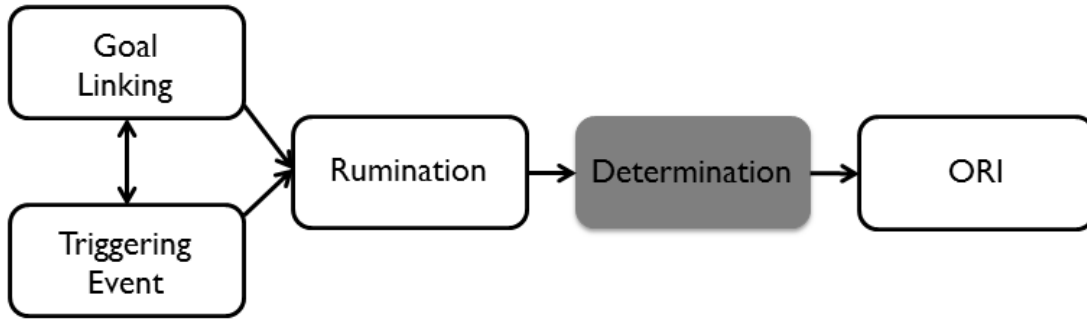 Goal
Linking
Rumination
Determination
ORI
Triggering
Event